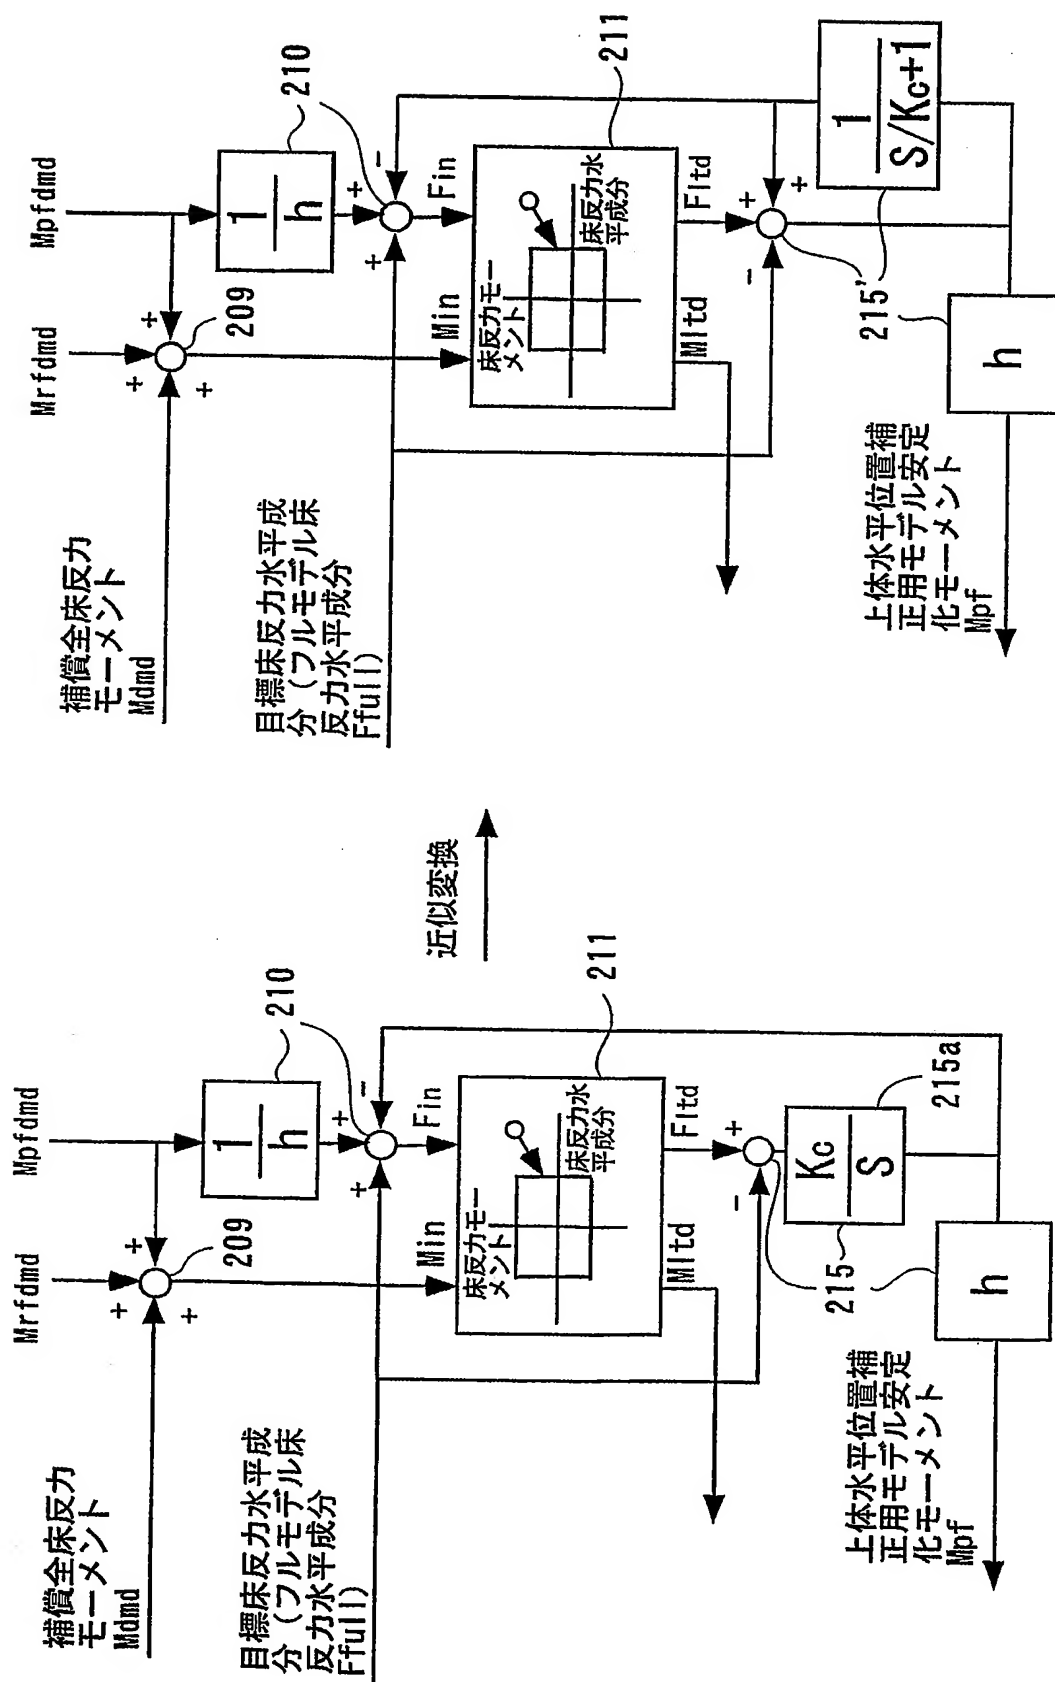 Mrfdmd
Mpfdmd
補償全床反力
モーメント
Mdmd
+
+
+
209
1
h
210
目標床反力水平成
分（フルモデル床
反力水平成分
Ffull)
+
+
-
Min
Fin
床反力モー
メント
床反力水
平成分
211
Mltd
Fltd
-
+
Kc
S
215a
215
h
上体水平位置補
正用モデル安定
化モーメント
Mpf
近似変換
Mrfdmd
Mpfdmd
補償全床反力
モーメント
Mdmd
+
+
+
209
1
h
210
目標床反力水平成
分（フルモデル床
反力水平成分
Ffull)
+
+
-
Min
Fin
床反力モー
メント
床反力水
平成分
211
Mltd
Fltd
-
+
+
1
S/Kc+1
215'
h
上体水平位置補
正用モデル安定
化モーメント
Mpf